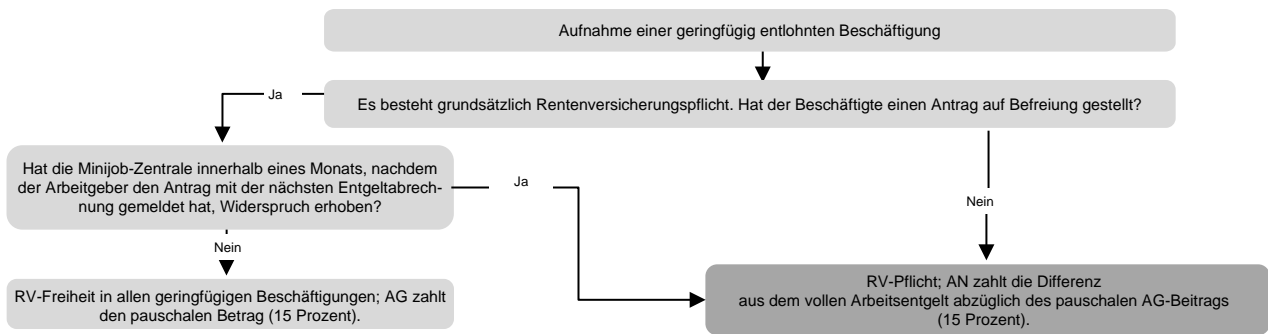 Aufnahme einer geringfügig entlohnten Beschäftigung
Ja
Es besteht grundsätzlich Rentenversicherungspflicht. Hat der Beschäftigte einen Antrag auf Befreiung gestellt?
Hat die Minijob-Zentrale innerhalb eines Monats, nachdem
der Arbeitgeber den Antrag mit der nächsten Entgeltabrech-
nung gemeldet hat, Widerspruch erhoben?
Ja
Nein
Nein
RV-Freiheit in allen geringfügigen Beschäftigungen; AG zahlt
den pauschalen Betrag (15 Prozent).
RV-Pflicht; AN zahlt die Differenz
aus dem vollen Arbeitsentgelt abzüglich des pauschalen AG-Beitrags
(15 Prozent).